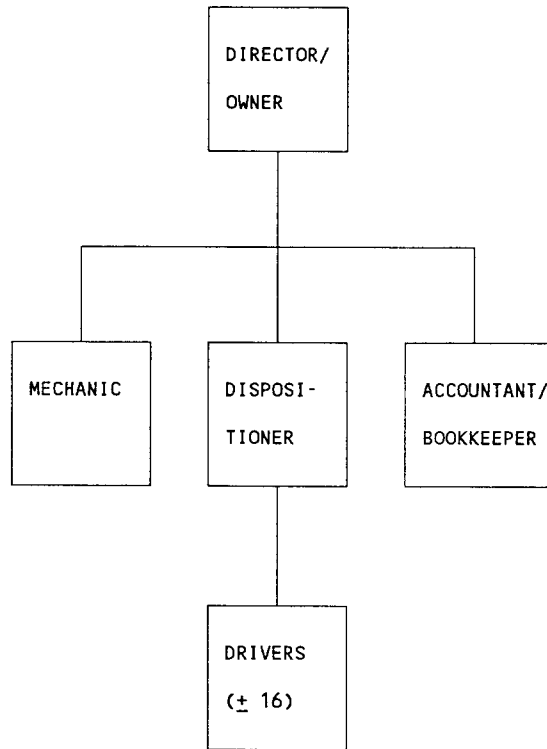 DIRECTOR/
OWNER
MECHANIC
DISPOSI-
TIONER
ACCOUNTANT/
BOOKKEEPER
DRIVERS
(± 16)